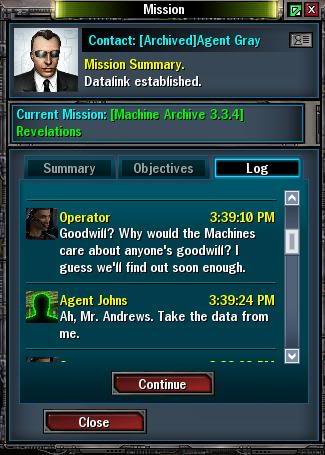 Mission
Contact: [Archived]Agent Gray
Mission Summary.
Datalink established.
Current Mission: [Machine Archive 3.3.4]
Revelations
Summary
Objectives
Log
Operator 3:39:10 PM
Goodwill? Why would the Machines
care about anyone's goodwill? I
guess we'll find out soon enough.
Agent Johns 3:39:24 PM
Ah, Mr. Andrews. Take the data from
me.
Continue
Close